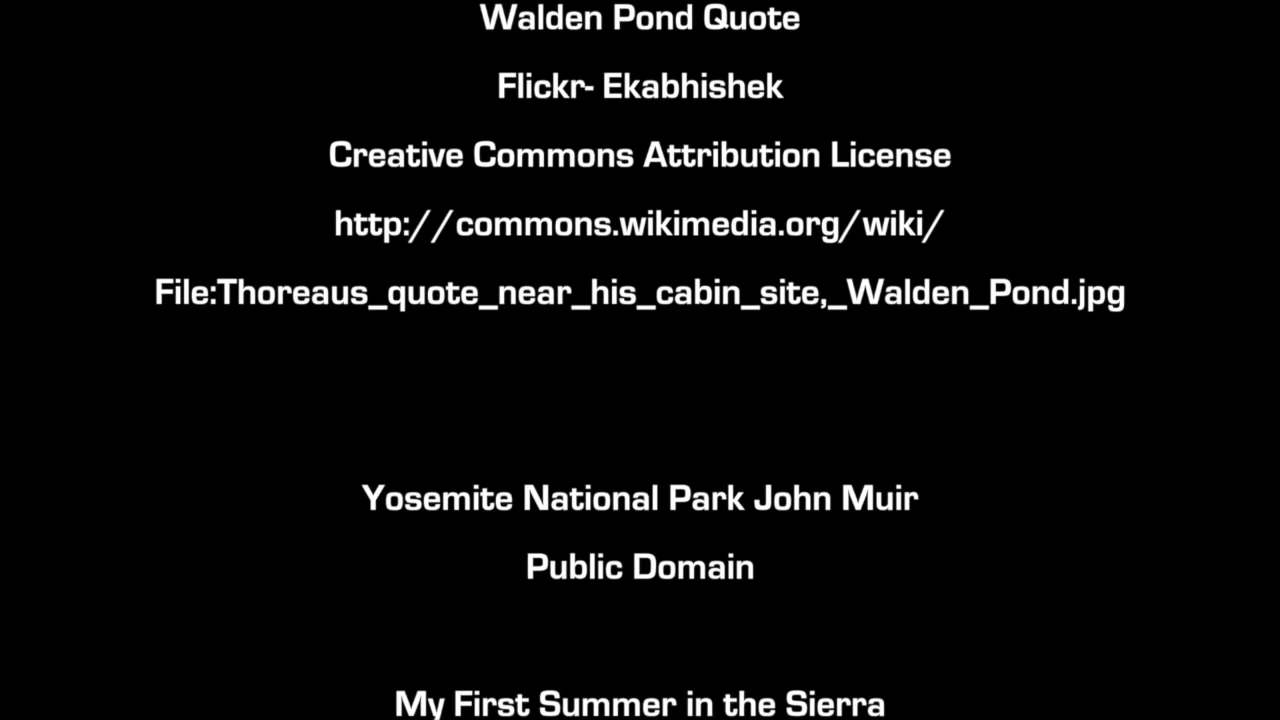 Walden Pond Quote
Flickr- Ekabhishek
Creative Commons Attribution License
http://commons.wikimedia.org/wiki/
File:Thoreaus_quote_near_his_cabin_site,_Walden_Pond.jpg
Yosemite National Park John Muir
Public Domain
My First Summer in the Sierra